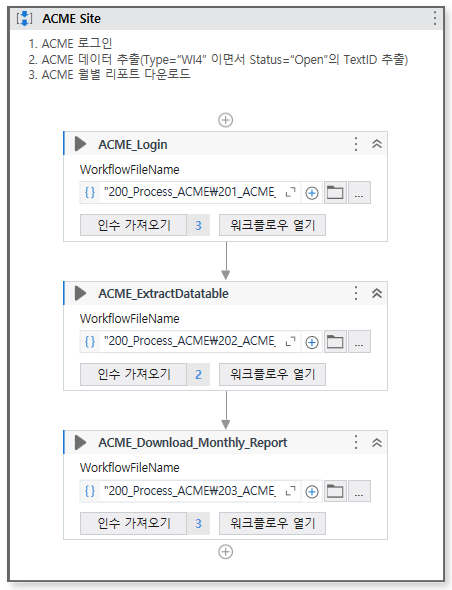 ACME Site
1. ACME 로그인
2. ACME 데이터 추출(Type="WI4" 이면서 Status="Open"의 TextID 추출)
3. ACME 월별 리포트 다운로드
ACME_Login
WorkflowFileName
{} "200_Process_ACME₩201_ACME_
...
인수 가져오기 3 워크플로우 열기
ACME_ExtractDatatable
WorkflowFileName
{} "200_Process_ACME₩202_ACME_
...
인수 가져오기 2 워크플로우 열기
ACME_Download_Monthly_Report
WorkflowFileName
{} "200_Process_ACME₩203_ACME_
...
인수 가져오기 3 워크플로우 열기